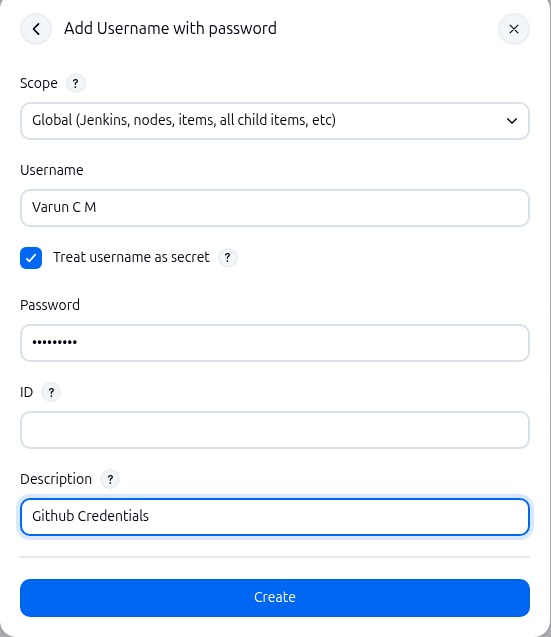 Add Username with password
Scope ?
Global (Jenkins, nodes, items, all child items, etc)
Username
Varun C M
Treat username as secret ?
Password
•••••••••
ID ?
Description ?
Github Credentials
Create